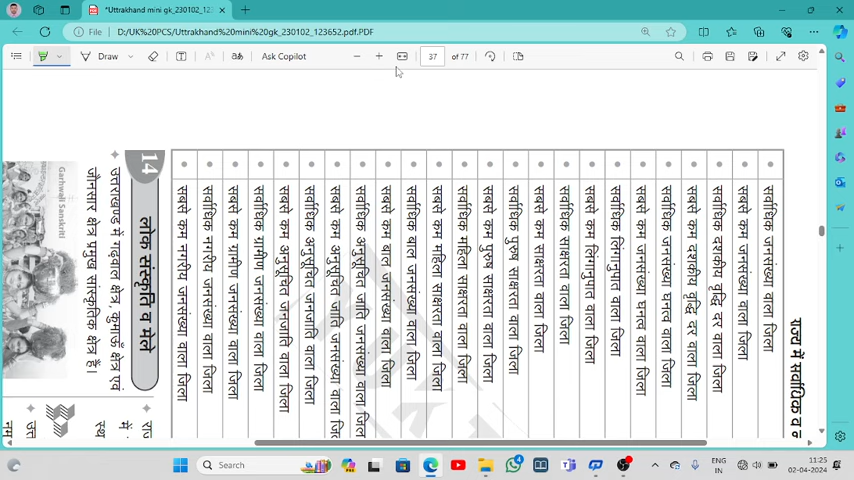 *Uttrakhand mini gk_230102_123
File D:/UK%20PCS/Uttrakhand%20mini%20gk_230102_123652.pdf.PDF
Draw Ask Copilot 37 of 77
राज्य में सर्वाधिक व
सर्वाधिक जनसंख्या वाला जिला
सबसे कम जनसंख्या वाला जिला
सर्वाधिक दशकीय वृद्धि दर वाला जिला
सबसे कम दशकीय वृद्धि दर वाला जिला
सर्वाधिक जनसंख्या घनत्व वाला जिला
सबसे कम जनसंख्या घनत्व वाला जिला
सर्वाधिक लिंगानुपात वाला जिला
सबसे कम लिंगानुपात वाला जिला
सर्वाधिक साक्षरता वाला जिला
सबसे कम साक्षरता वाला जिला
सर्वाधिक पुरुष साक्षरता वाला जिला
सबसे कम पुरुष साक्षरता वाला जिला
सर्वाधिक महिला साक्षरता वाला जिला
सबसे कम महिला साक्षरता वाला जिला
सर्वाधिक बाल जनसंख्या वाला जिला
सबसे कम बाल जनसंख्या वाला जिला
सर्वाधिक अनुसूचित जाति जनसंख्या वाला जिल
सबसे कम अनुसूचित जाति जनसंख्या वाला जि
सर्वाधिक अनुसूचित जनजाति वाला जिला
सबसे कम अनुसूचित जनजाति वाला जिला
सर्वाधिक ग्रामीण जनसंख्या वाला जिला
सबसे कम ग्रामीण जनसंख्या वाला जिला
सर्वाधिक नगरीय जनसंख्या वाला जिला
सबसे कम नगरीय जनसंख्या वाला जिला
14 लोक संस्कृति व मेले
उत्तराखण्ड में गढ़वाल क्षेत्र, कुमाऊँ क्षेत्र एवं
जौनसार क्षेत्र प्रमुख सांस्कृतिक क्षेत्र हैं।
Garhwali Sanskriti
Search
4
ENG
IN
11:25
02-04-2024